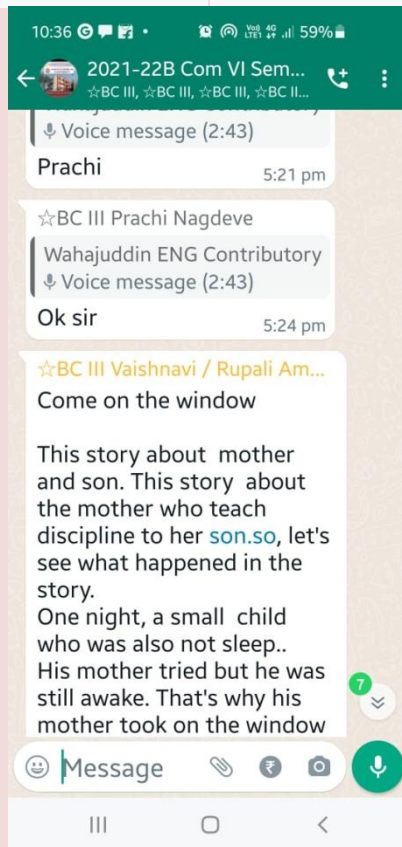 10:36
Vo)) 4G LTE1 59%
2021-22B Com VI Sem...
☆BC III, ☆BC III, ☆BC III, ☆BC II...
Voice message (2:43)
Prachi
5:21 pm
☆BC III Prachi Nagdeve
Wahajuddin ENG Contributory
Voice message (2:43)
Ok sir
5:24 pm
☆BC III Vaishnavi / Rupali Am...
Come on the window
This story about mother
and son. This story about
the mother who teach
discipline to her son.so, let's
see what happened in the
story.
One night, a small child
who was also not sleep..
His mother tried but he was
still awake. That's why his
mother took on the window
7
Message